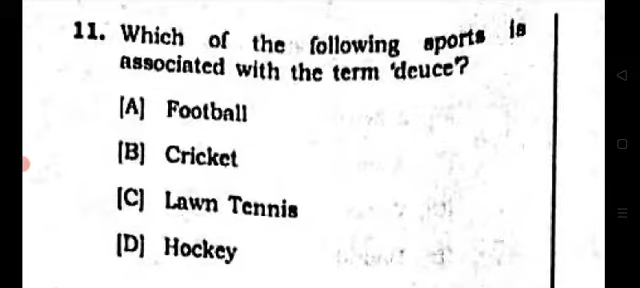 11. Which of the following sports is
associated with the term 'deuce'?
[A] Football
[B] Cricket
[C] Lawn Tennis
[D] Hockey